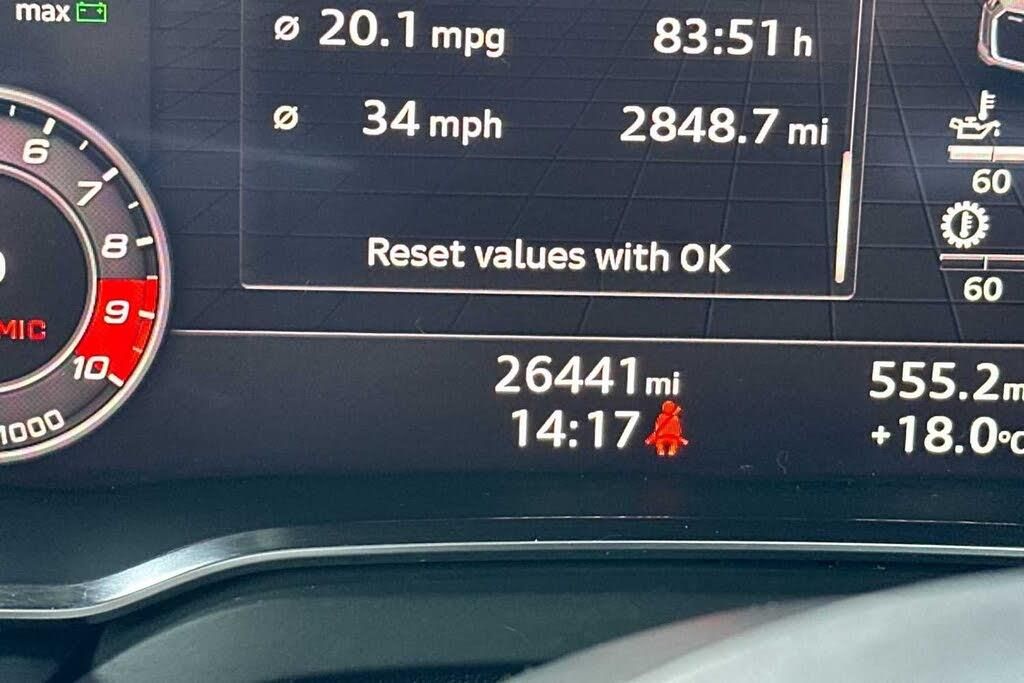 max
ø 20.1 mpg 83:51 h
ø 34 mph 2848.7 mi
Reset values with OK
60
60
6
7
8
9
10
1000
26441 mi 555.2
14:17 +18.0°C